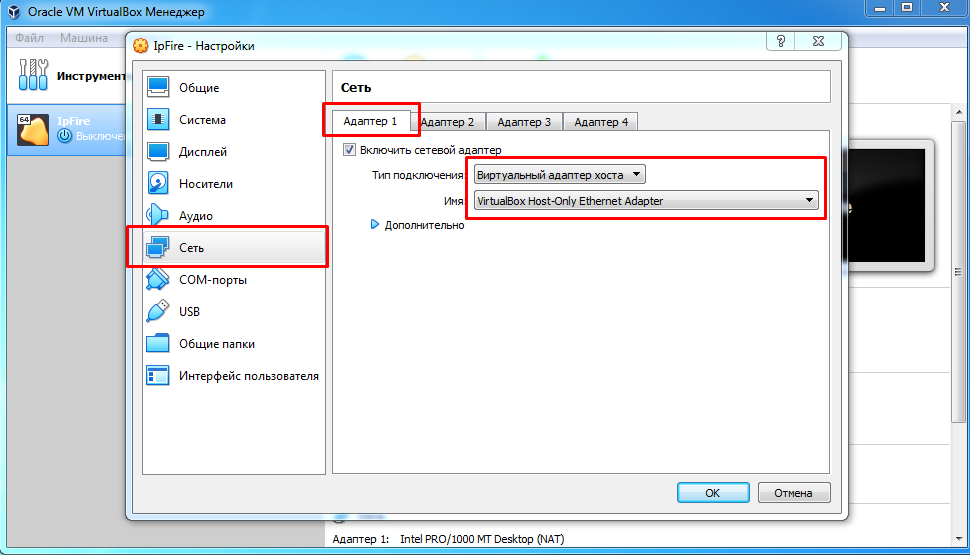 Oracle VM VirtualBox Менеджер
Файл Машина
IpFire - Настройки
Инструмент
64
IpFire
Выключен
Общие
Система
Дисплей
Носители
Аудио
Сеть
COM-порты
USB
Общие папки
Интерфейс пользователя
Сеть
Адаптер 1 Адаптер 2 Адаптер 3 Адаптер 4
Включить сетевой адаптер
Тип подключения: Виртуальный адаптер хоста
Имя: VirtualBox Host-Only Ethernet Adapter
Дополнительно
OK Отмена
Адаптер 1: Intel PRO/1000 MT Desktop (NAT)